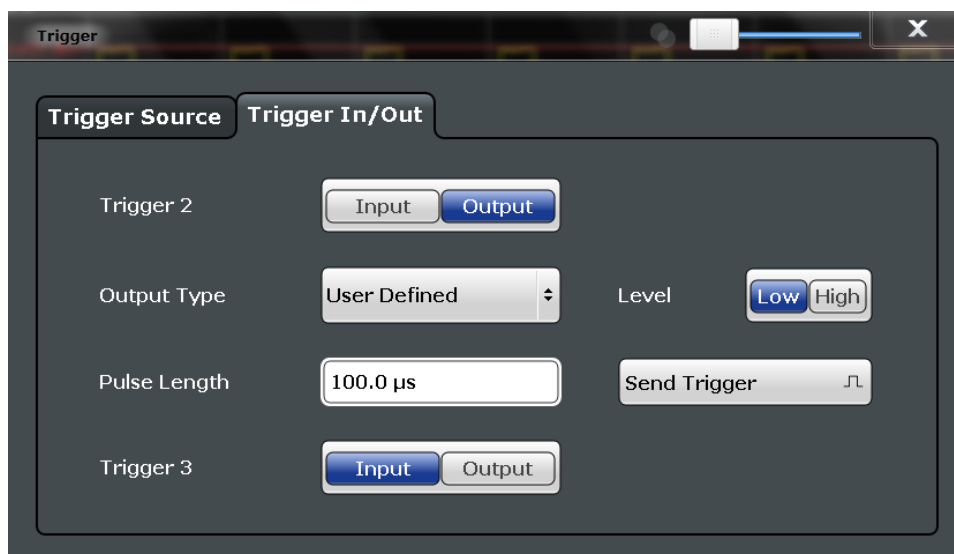 Trigger
X
Trigger Source
Trigger In/Out
Trigger 2
Input
Output
Output Type
User Defined
Level
Low
High
Pulse Length
100.0 µs
Send Trigger
Trigger 3
Input
Output